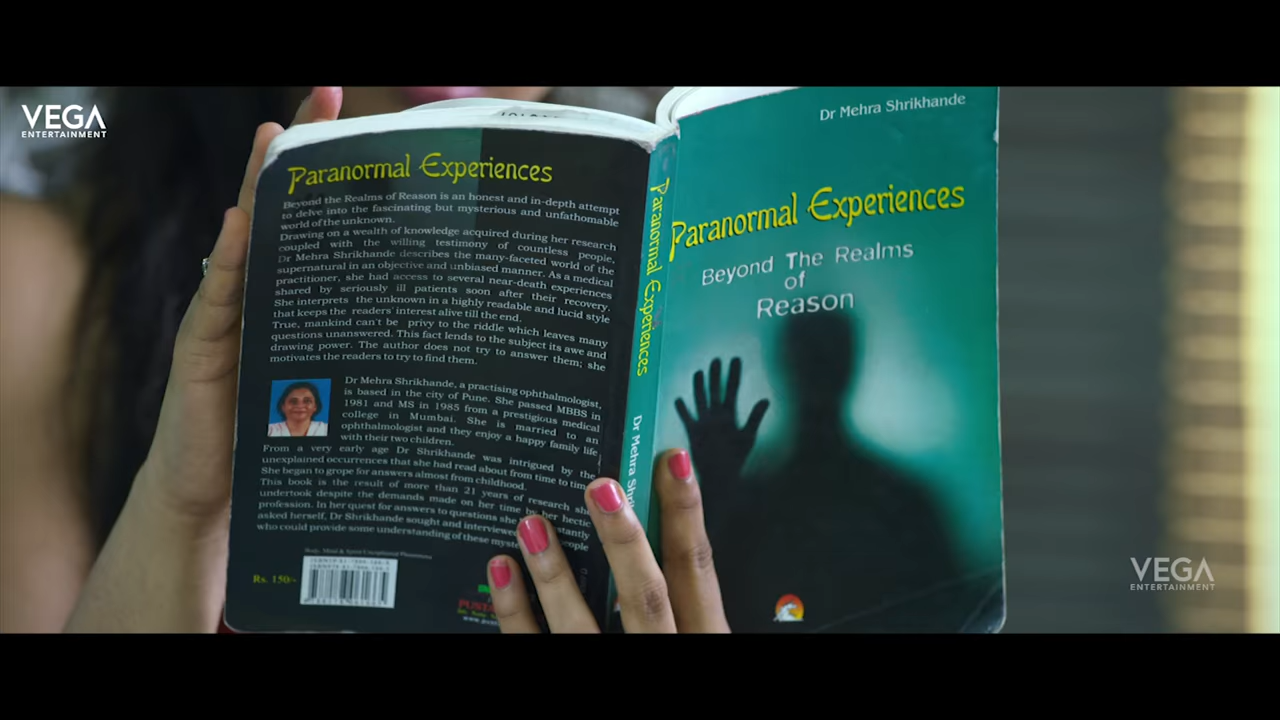 VEGA
ENTERTAINMENT
Paranormal Experiences
Beyond the Realms of Reason is an honest and in-depth attempt
to delve into the fascinating but mysterious and unfathomable
world of the unknown.
Drawing on a wealth of knowledge acquired during her research
coupled with the willing testimony of countless people,
Dr Mehra Shrikhande describes the many-faceted world of the
supernatural in an objective and unbiased manner. As a medical
practitioner, she had access to several near-death experiences
shared by seriously ill patients soon after their recovery.
She interprets the unknown in a highly readable and lucid style
that keeps the readers' interest alive till the end.
True, mankind can't be privy to the riddle which leaves many
questions unanswered. This fact lends to the subject its awe and
drawing power. The author does not try to answer them; she
motivates the readers to try to find them.
Dr Mehra Shrikhande, a practising ophthalmologist,
is based in the city of Pune. She passed MBBS in
1981 and MS in 1985 from a prestigious medical
college in Mumbai. She is married to an
ophthalmologist and they enjoy a happy family life
with their two children.
From a very early age Dr Shrikhande was intrigued by the
unexplained occurrences that she had read about from time to tim
She began to grope for answers almost from childhood.
This book is the result of more than 21 years of research she
undertook despite the demands made on her time by her hectic
profession. In her quest for answers to questions she
asked herself, Dr Shrikhande sought and interviewed
who could provide some understanding of these myste
Rs. 150/-
Paranormal Experiences
Dr Mehra Shri
Dr Mehra Shrikhande
Paranormal Experiences
Beyond The Realms
of
Reason
VEGA
ENTERTAINMENT